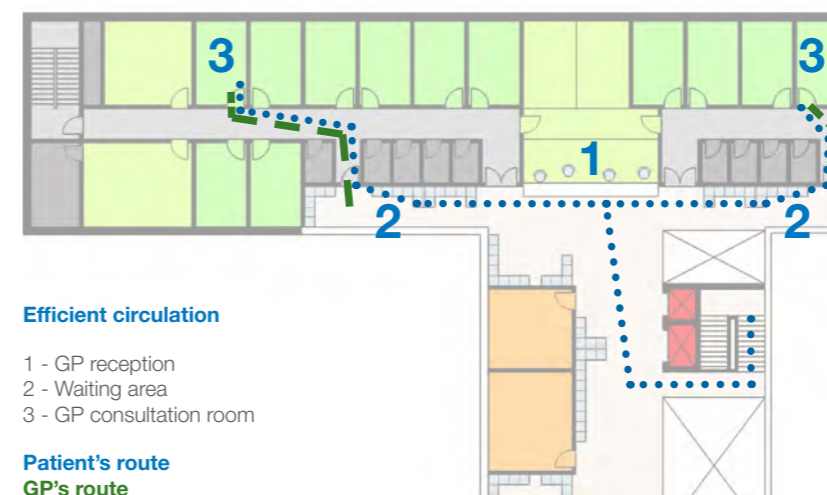 3
3
1
2
2
Efficient circulation
1 - GP reception
2 - Waiting area
3 - GP consultation room
Patient's route
GP's route